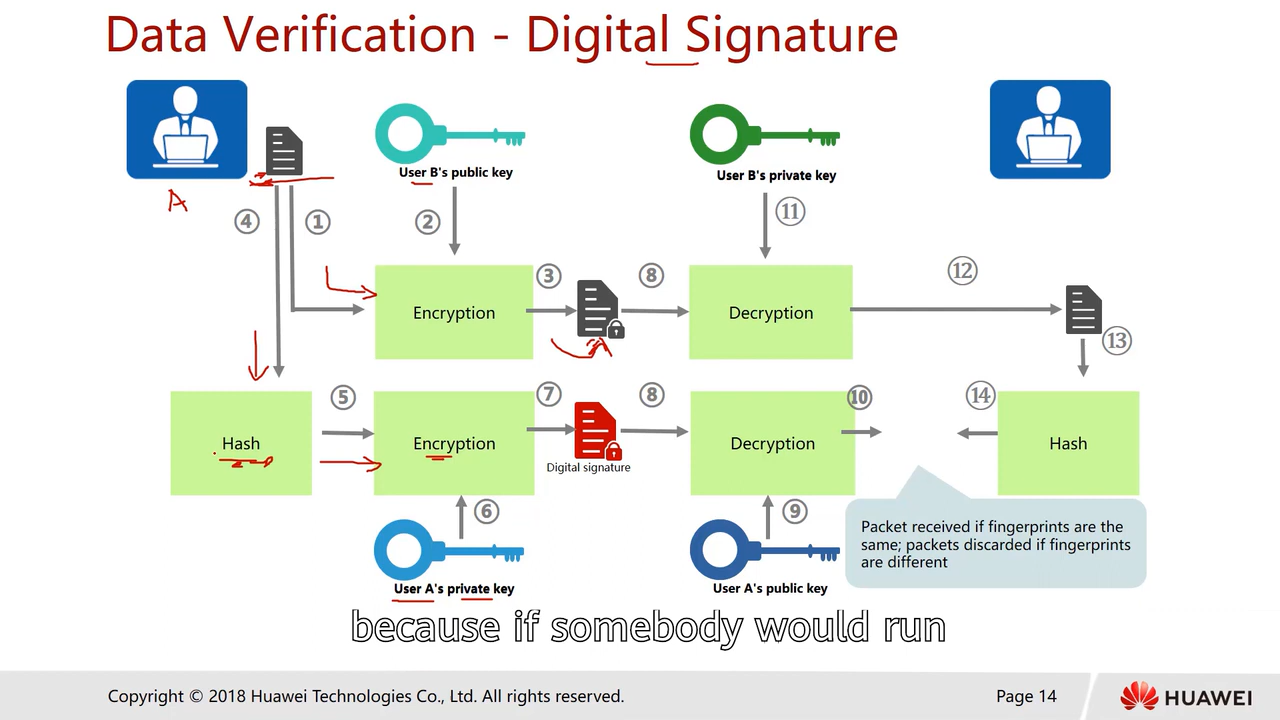 Data Verification - Digital Signature
User B's public key
User B's private key
A
④
①
②
⑪
③
⑧
⑫
Encryption
Decryption
⑬
⑤
⑦
⑧
⑩
⑭
Hash
Encryption
Decryption
Hash
Digital signature
⑥
⑨
Packet received if fingerprints are the
same; packets discarded if fingerprints
are different
User A's private key
User A's public key
because if somebody would run
Copyright © 2018 Huawei Technologies Co., Ltd. All rights reserved.
Page 14
HUAWEI